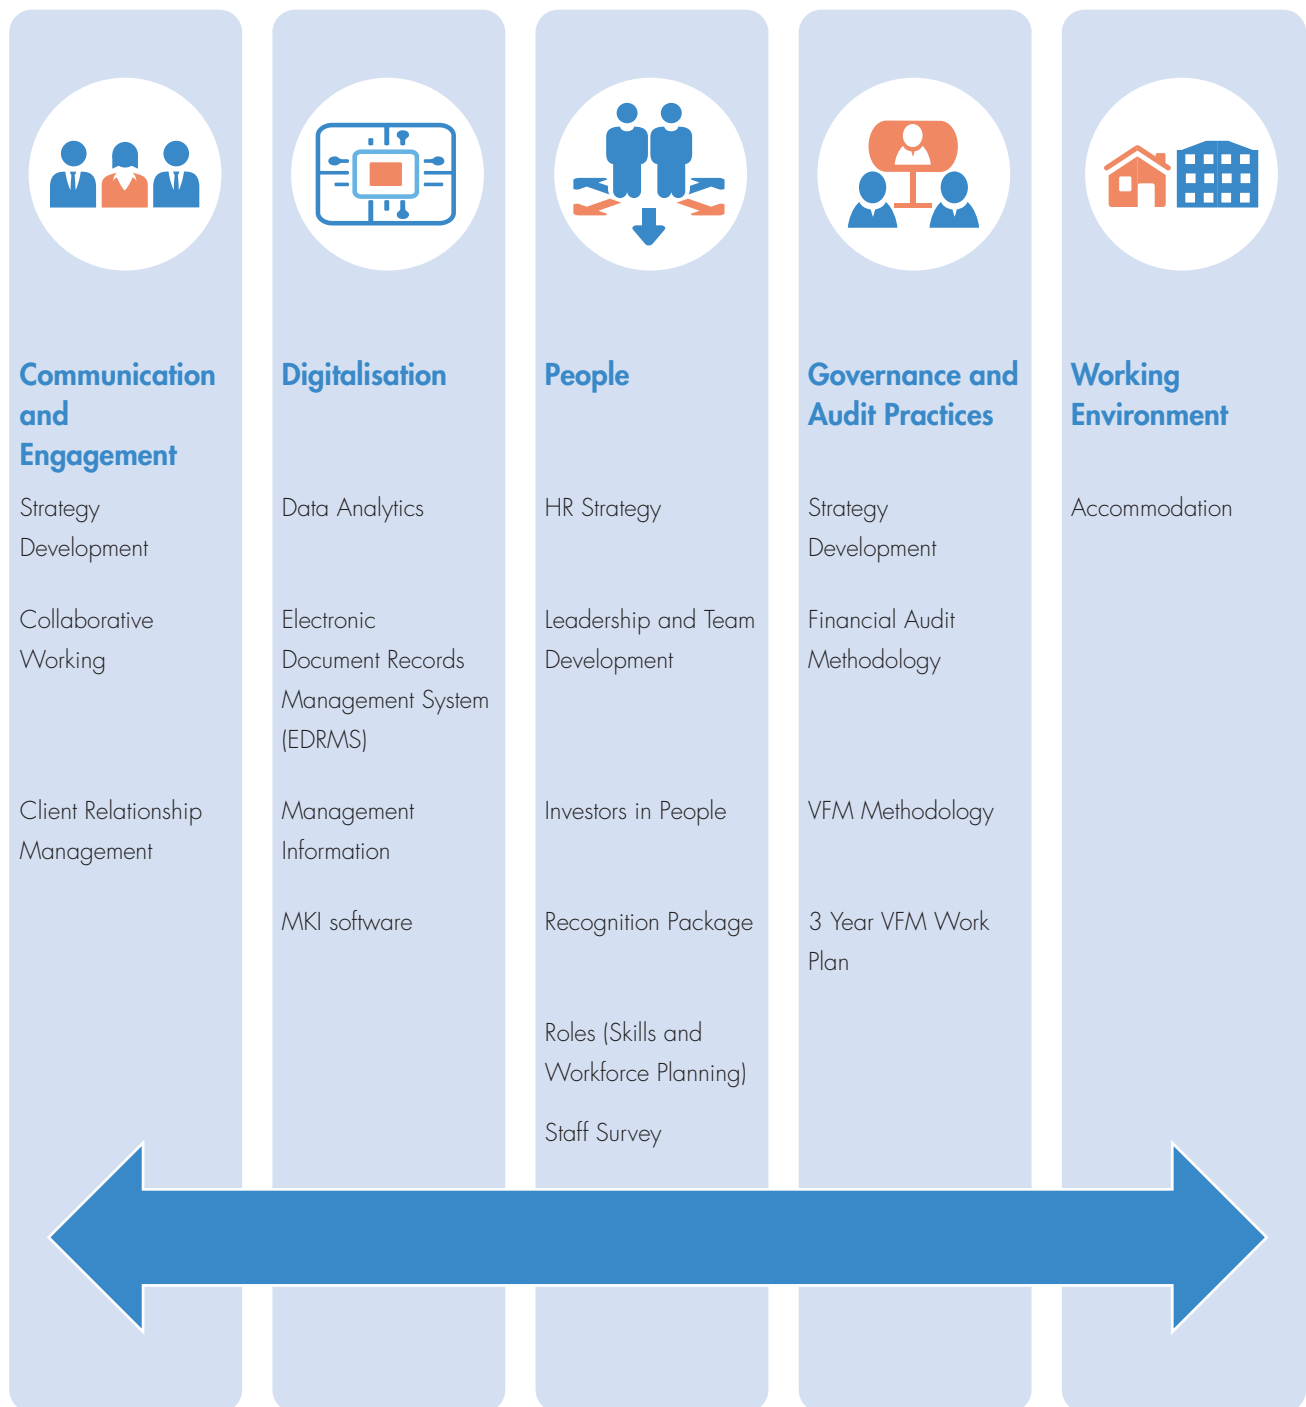 Communication
and
Engagement
Strategy
Development
Collaborative
Working
Client Relationship
Management
Digitalisation
Data Analytics
Electronic
Document Records
Management System
(EDRMS)
Management
Information
MKI software
People
HR Strategy
Leadership and Team
Development
Investors in People
Recognition Package
Roles (Skills and
Workforce Planning)
Staff Survey
Governance and
Audit Practices
Strategy
Development
Financial Audit
Methodology
VFM Methodology
3 Year VFM Work
Plan
Working
Environment
Accommodation